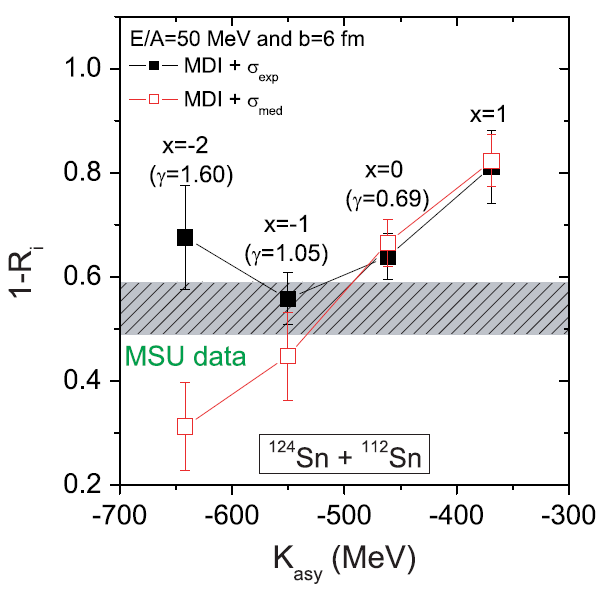 E/A=50 MeV and b=6 fm
MDI + σexp
MDI + σmed
x=1
x=-2
(γ=1.60)
x=0
(γ=0.69)
x=-1
(γ=1.05)
MSU data
¹²⁴Sn + ¹¹²Sn
1.0
0.8
0.6
0.4
0.2
1-Ri
-700 -600 -500 -400 -300
Kasy (MeV)